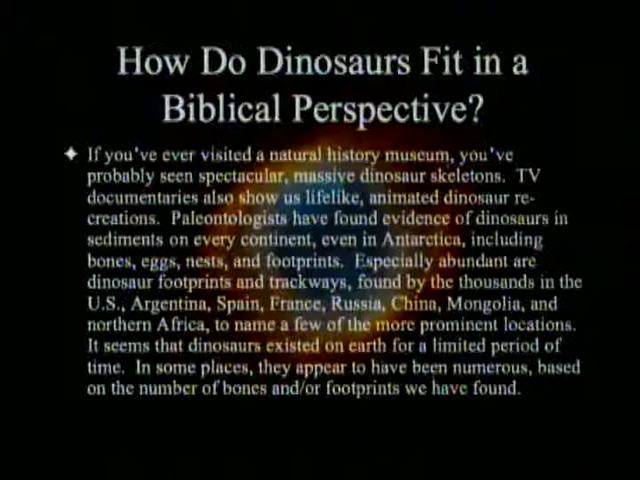 How Do Dinosaurs Fit in a
Biblical Perspective?
If you've ever visited a natural history museum, you've
probably seen spectacular, massive dinosaur skeletons. TV
documentaries also show us lifelike, animated dinosaur re-
creations. Paleontologists have found evidence of dinosaurs in
sediments on every continent, even in Antarctica, including
bones, eggs, nests, and footprints. Especially abundant are
dinosaur footprints and trackways, found by the thousands in the
U.S., Argentina, Spain, France, Russia, China, Mongolia, and
northern Africa, to name a few of the more prominent locations.
It seems that dinosaurs existed on earth for a limited period of
time. In some places, they appear to have been numerous, based
on the number of bones and/or footprints we have found.